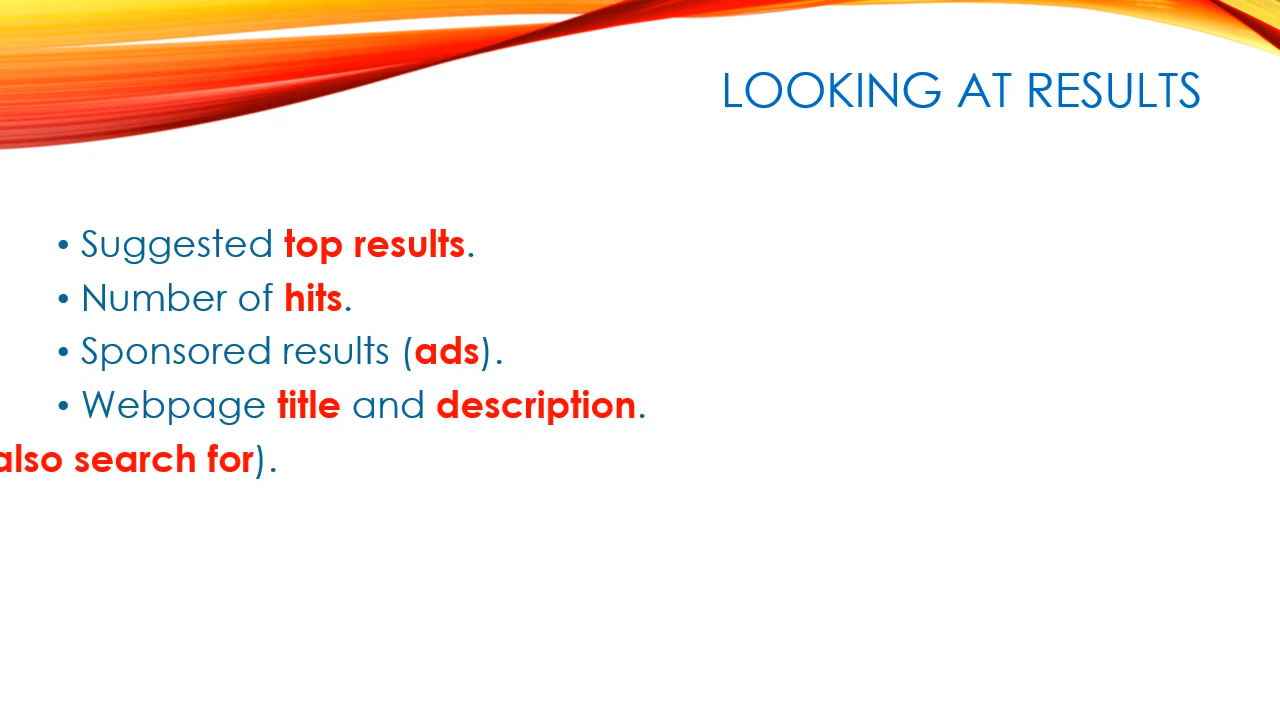 LOOKING AT RESULTS
• Suggested top results.
• Number of hits.
• Sponsored results (ads).
• Webpage title and description.
also search for).